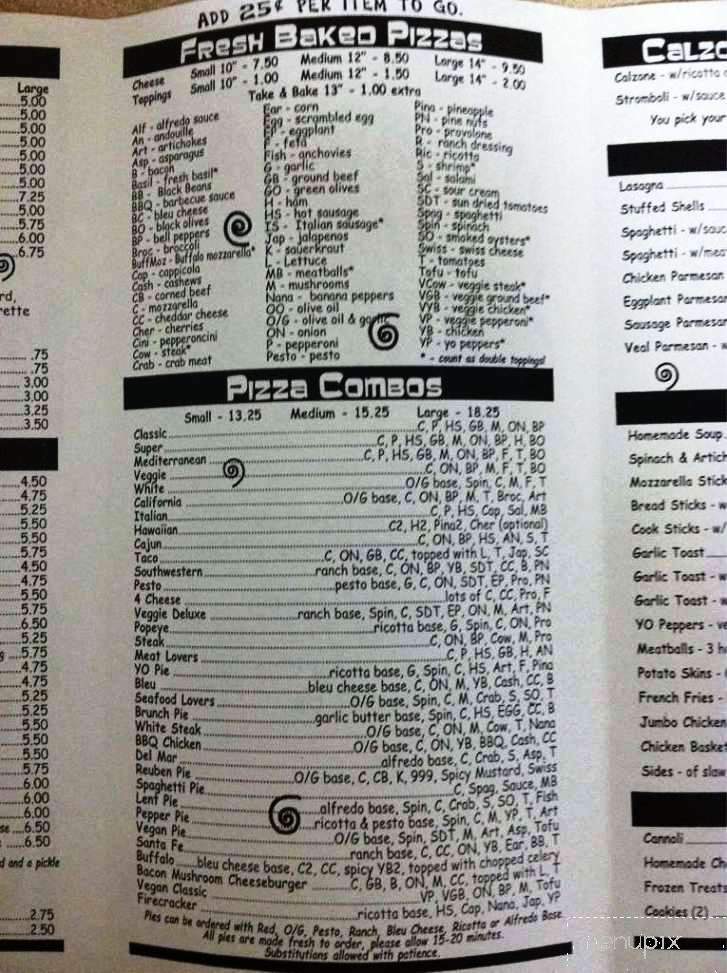 ADD 25¢ PER ITEM TO GO.
Fresh Baked Pizzas
Cheese Small 10" - 7.50 Medium 12" - 8.50 Large 14" - 9.50
Toppings Small 10" - 1.00 Medium 12" - 1.50 Large 14" - 2.00
Take & Bake 13" - 1.00 extra
Alf - alfredo sauce
An - andouille
Art - artichokes
Asp - asparagus
B - bacon
Basil - fresh basil*
BB - Black Beans
BBQ - barbecue sauce
BC - bleu cheese
BO - black olives
BP - bell peppers
Broc - broccoli
BuffMoz - Buffalo mozzarella*
Cap - cappicola
Cash - cashews
CB - corned beef
C - mozzarella
CC - cheddar cheese
Cher - cherries
Cini - pepperoncini
Cow - steak*
Crab - crab meat
Ear - corn
Egg - scrambled egg
EP - eggplant
F - feta
Fish - anchovies
G - garlic
GB - ground beef
GO - green olives
H - ham
HS - hot sausage
IS - Italian sausage*
Jap - jalapenos
K - sauerkraut
L - Lettuce
MB - meatballs*
M - mushrooms
Nana - banana peppers
OO - olive oil
O/G - olive oil & garlic
ON - onion
P - pepperoni
Pesto - pesto
Pina - pineapple
PN - pine nuts
Pro - provolone
R - ranch dressing
Ric - ricotta
S - shrimp*
Sal - salami
SC - sour cream
SDT - sun dried tomatoes
Spag - spaghetti
Spin - spinach
SO - smoked oysters*
Swiss - swiss cheese
T - tomatoes
Tofu - tofu
VCow - veggie steak*
VGB - veggie ground beef*
VYB - veggie chicken*
VP - veggie pepperoni*
YB - chicken
YP - yo peppers*
* - count as double toppings!
Pizza Combos
Small - 13.25 Medium - 15.25 Large - 18.25
Classic C, P, HS, GB, M, ON, BP
Super C, P, HS, GB, M, ON, BP, H, BO
Mediterranean C, P, HS, GB, M, ON, BP, F, T, BO
Veggie C, ON, BP, M, F, T, BO
White O/G base, Spin, C, M, F, T
California O/G base, C, ON, BP, M, T, Broc, Art
Italian C, P, HS, Cap, Sal, MB
Hawaiian C2, H2, Pina2, Cher (optional)
Cajun C, ON, BP, HS, AN, S, T
Taco C, ON, GB, CC, topped with L, T, Jap, SC
Southwestern ranch base, C, ON, BP, YB, SDT, CC, B, PN
Pesto pesto base, G, C, ON, SDT, EP, Pro, PN
4 Cheese lots of C, CC, Pro, F
Veggie Deluxe ranch base, Spin, C, SDT, EP, ON, M, Art, PN
Popeye ricotta base, G, Spin, C, ON, Pro
Steak C, ON, BP, Cow, M, Pro
Meat Lovers C, P, HS, GB, H, AN
YO Pie ricotta base, G, Spin, C, HS, Art, F, Pina
Bleu bleu cheese base, C, ON, M, YB, Cash, CC, B
Seafood Lovers O/G base, Spin, C, M, Crab, S, SO, T
Brunch Pie garlic butter base, Spin, C, HS, EGG, CC, B
White Steak O/G base, C, ON, M, Cow, T, Nana
BBQ Chicken O/G base, C, ON, YB, BBQ, Cash, CC
Del Mar alfredo base, C, Crab, S, Asp, T
Reuben Pie O/G base, C, CB, K, 999, Spicy Mustard, Swiss
Spaghetti Pie C, Spag, Sauce, MB
Lenf Pie alfredo base, Spin, C, Crab, S, SO, T, Fish
Pepper Pie ricotta & pesto base, Spin, C, M, YP, T, Art
Vegan Pie O/G base, Spin, SDT, M, Art, Asp, Tofu
Santa Fe ranch base, C, CC, ON, YB, Ear, BB, T
Buffalo bleu cheese base, C2, CC, spicy YB2, topped with chopped celery
Bacon Mushroom Cheeseburger C, GB, B, ON, M, CC, topped with L, T
Vegan Classic VP, VGB, ON, BP, M, Tofu
Firecracker ricotta base, HS, Cap, Nana, Jap, YP
Pies can be ordered with Red, O/G, Pesto, Ranch, Bleu Cheese, Ricotta or Alfredo Base
All pies are made fresh to order, please allow 15-20 minutes.
Substitutions allowed with patience.
Large
5.00
5.00
5.00
5.00
5.00
5.00
5.00
7.25
5.00
5.75
6.00
6.75
rd,
rette
.75
.75
3.00
3.00
3.25
3.50
4.50
4.75
5.25
5.50
5.50
5.75
4.50
4.75
5.50
5.75
6.50
5.25
g 5.75
4.75
4.75
5.25
5.25
5.50
5.50
5.50
5.75
6.00
6.00
se 6.50
6.50
d and a pickle
2.75
2.50
Calzo
Calzone - w/ricotta
Stromboli - w/sauce
You pick your
Lasagna
Stuffed Shells
Spaghetti - w/sauc
Spaghetti - w/mea
Chicken Parmesan
Eggplant Parmesa
Sausage Parmesan
Veal Parmesan - w
Homemade Soup
Spinach & Artich
Mozzarella Stick
Bread Sticks - w
Cook Sticks - w/
Garlic Toast
Garlic Toast - w
Garlic Toast - w
YO Peppers - ve
Meatballs - 3 h
Potato Skins -
French Fries -
Jumbo Chicken
Chicken Basket
Sides - of slaw
Cannoli
Homemade Ch
Frozen Treats
Cookies (2)
menupix